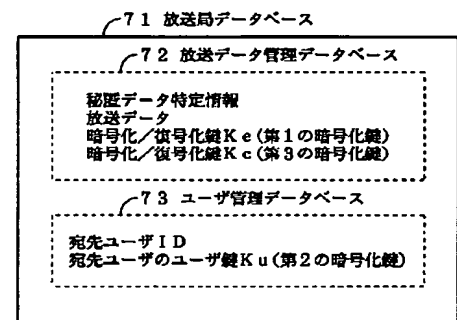 71 放送局データベース
72 放送データ管理データベース
秘匿データ特定情報
放送データ
暗号化/復号化鍵Ke(第1の暗号化鍵)
暗号化/復号化鍵Kc(第3の暗号化鍵)
73 ユーザ管理データベース
宛先ユーザID
宛先ユーザのユーザ鍵Ku(第2の暗号化鍵)